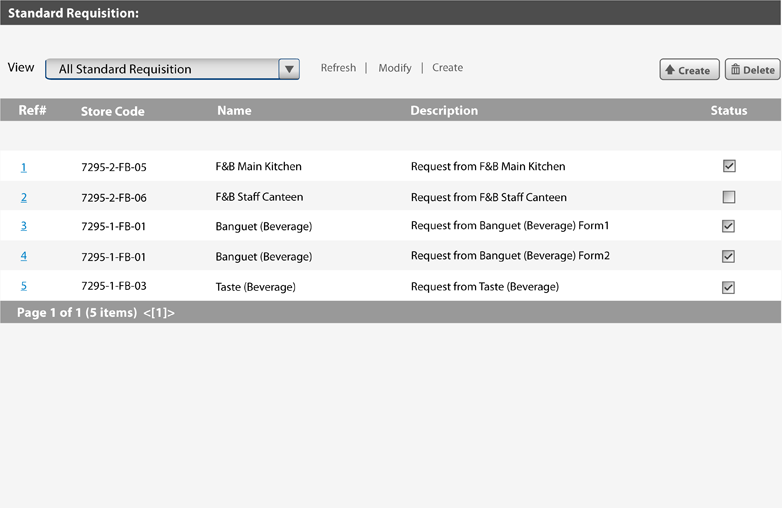 Standard Requisition:
View All Standard Requisition Refresh | Modify | Create Create Delete
Ref# Store Code Name Description Status
1 7295-2-FB-05 F&B Main Kitchen Request from F&B Main Kitchen
2 7295-2-FB-06 F&B Staff Canteen Request from F&B Staff Canteen
3 7295-1-FB-01 Banguet (Beverage) Request from Banguet (Beverage) Form1
4 7295-1-FB-01 Banguet (Beverage) Request from Banguet (Beverage) Form2
5 7295-1-FB-03 Taste (Beverage) Request from Taste (Beverage)
Page 1 of 1 (5 items) <[1]>